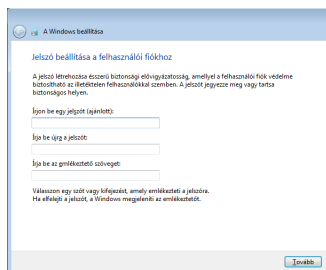 A Windows beállítása
Jelszó beállítása a felhasználói fiókhoz
A jelszó létrehozása ésszerű biztonsági elővigyázatosság, amellyel a felhasználói fiók védelme
biztosítható az illetéktelen felhasználókkal szemben. A jelszót jegyezze meg vagy tartsa
biztonságos helyen.
Írjon be egy jelszót (ajánlott):
Írja be újra a jelszót:
Írja be az emlékeztető szöveget:
Válasszon egy szót vagy kifejezést, amely emlékezteti a jelszóra.
Ha elfelejti a jelszót, a Windows megjeleníti az emlékeztetőt.
Tovább